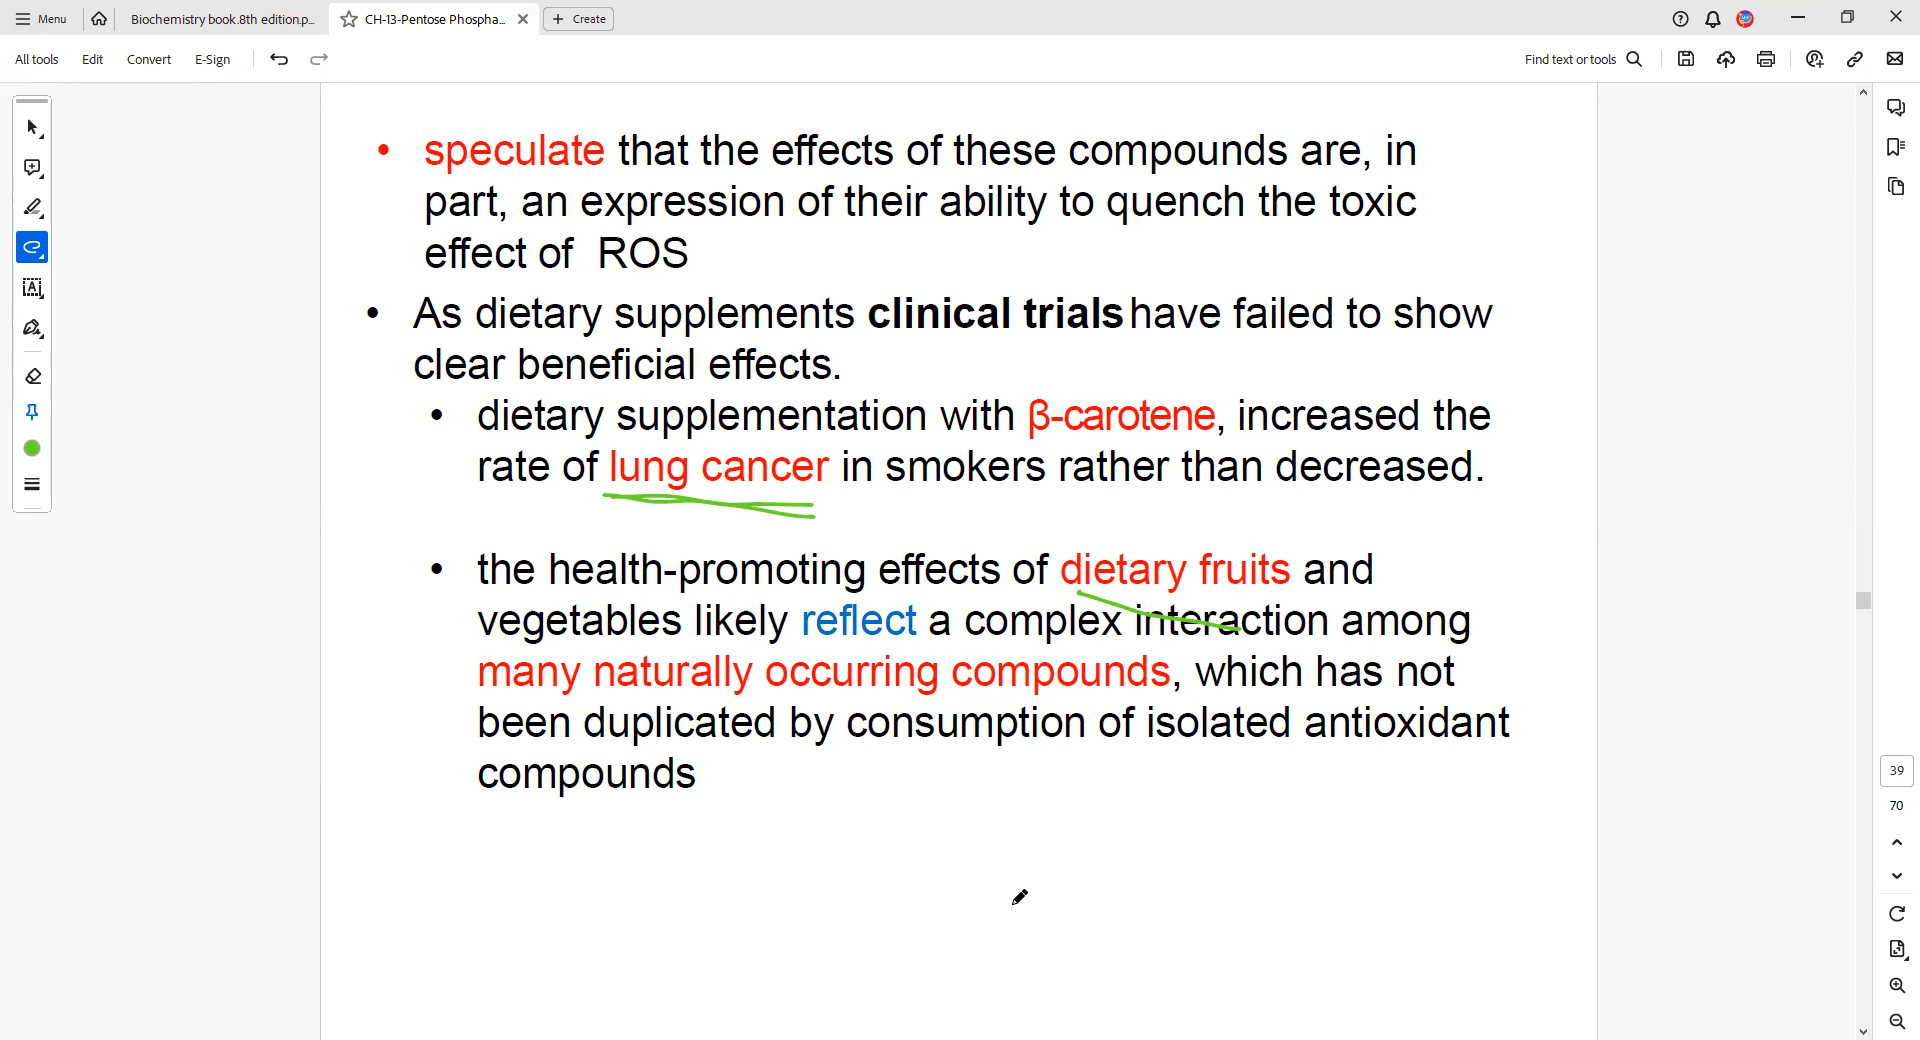 Menu
Biochemistry book.8th edition.p...
CH-13-Pentose Phospha...
Create
All tools
Edit
Convert
E-Sign
Find text or tools
• speculate that the effects of these compounds are, in
part, an expression of their ability to quench the toxic
effect of ROS
• As dietary supplements clinical trials have failed to show
clear beneficial effects.
• dietary supplementation with β-carotene, increased the
rate of lung cancer in smokers rather than decreased.
• the health-promoting effects of dietary fruits and
vegetables likely reflect a complex interaction among
many naturally occurring compounds, which has not
been duplicated by consumption of isolated antioxidant
compounds
39
70